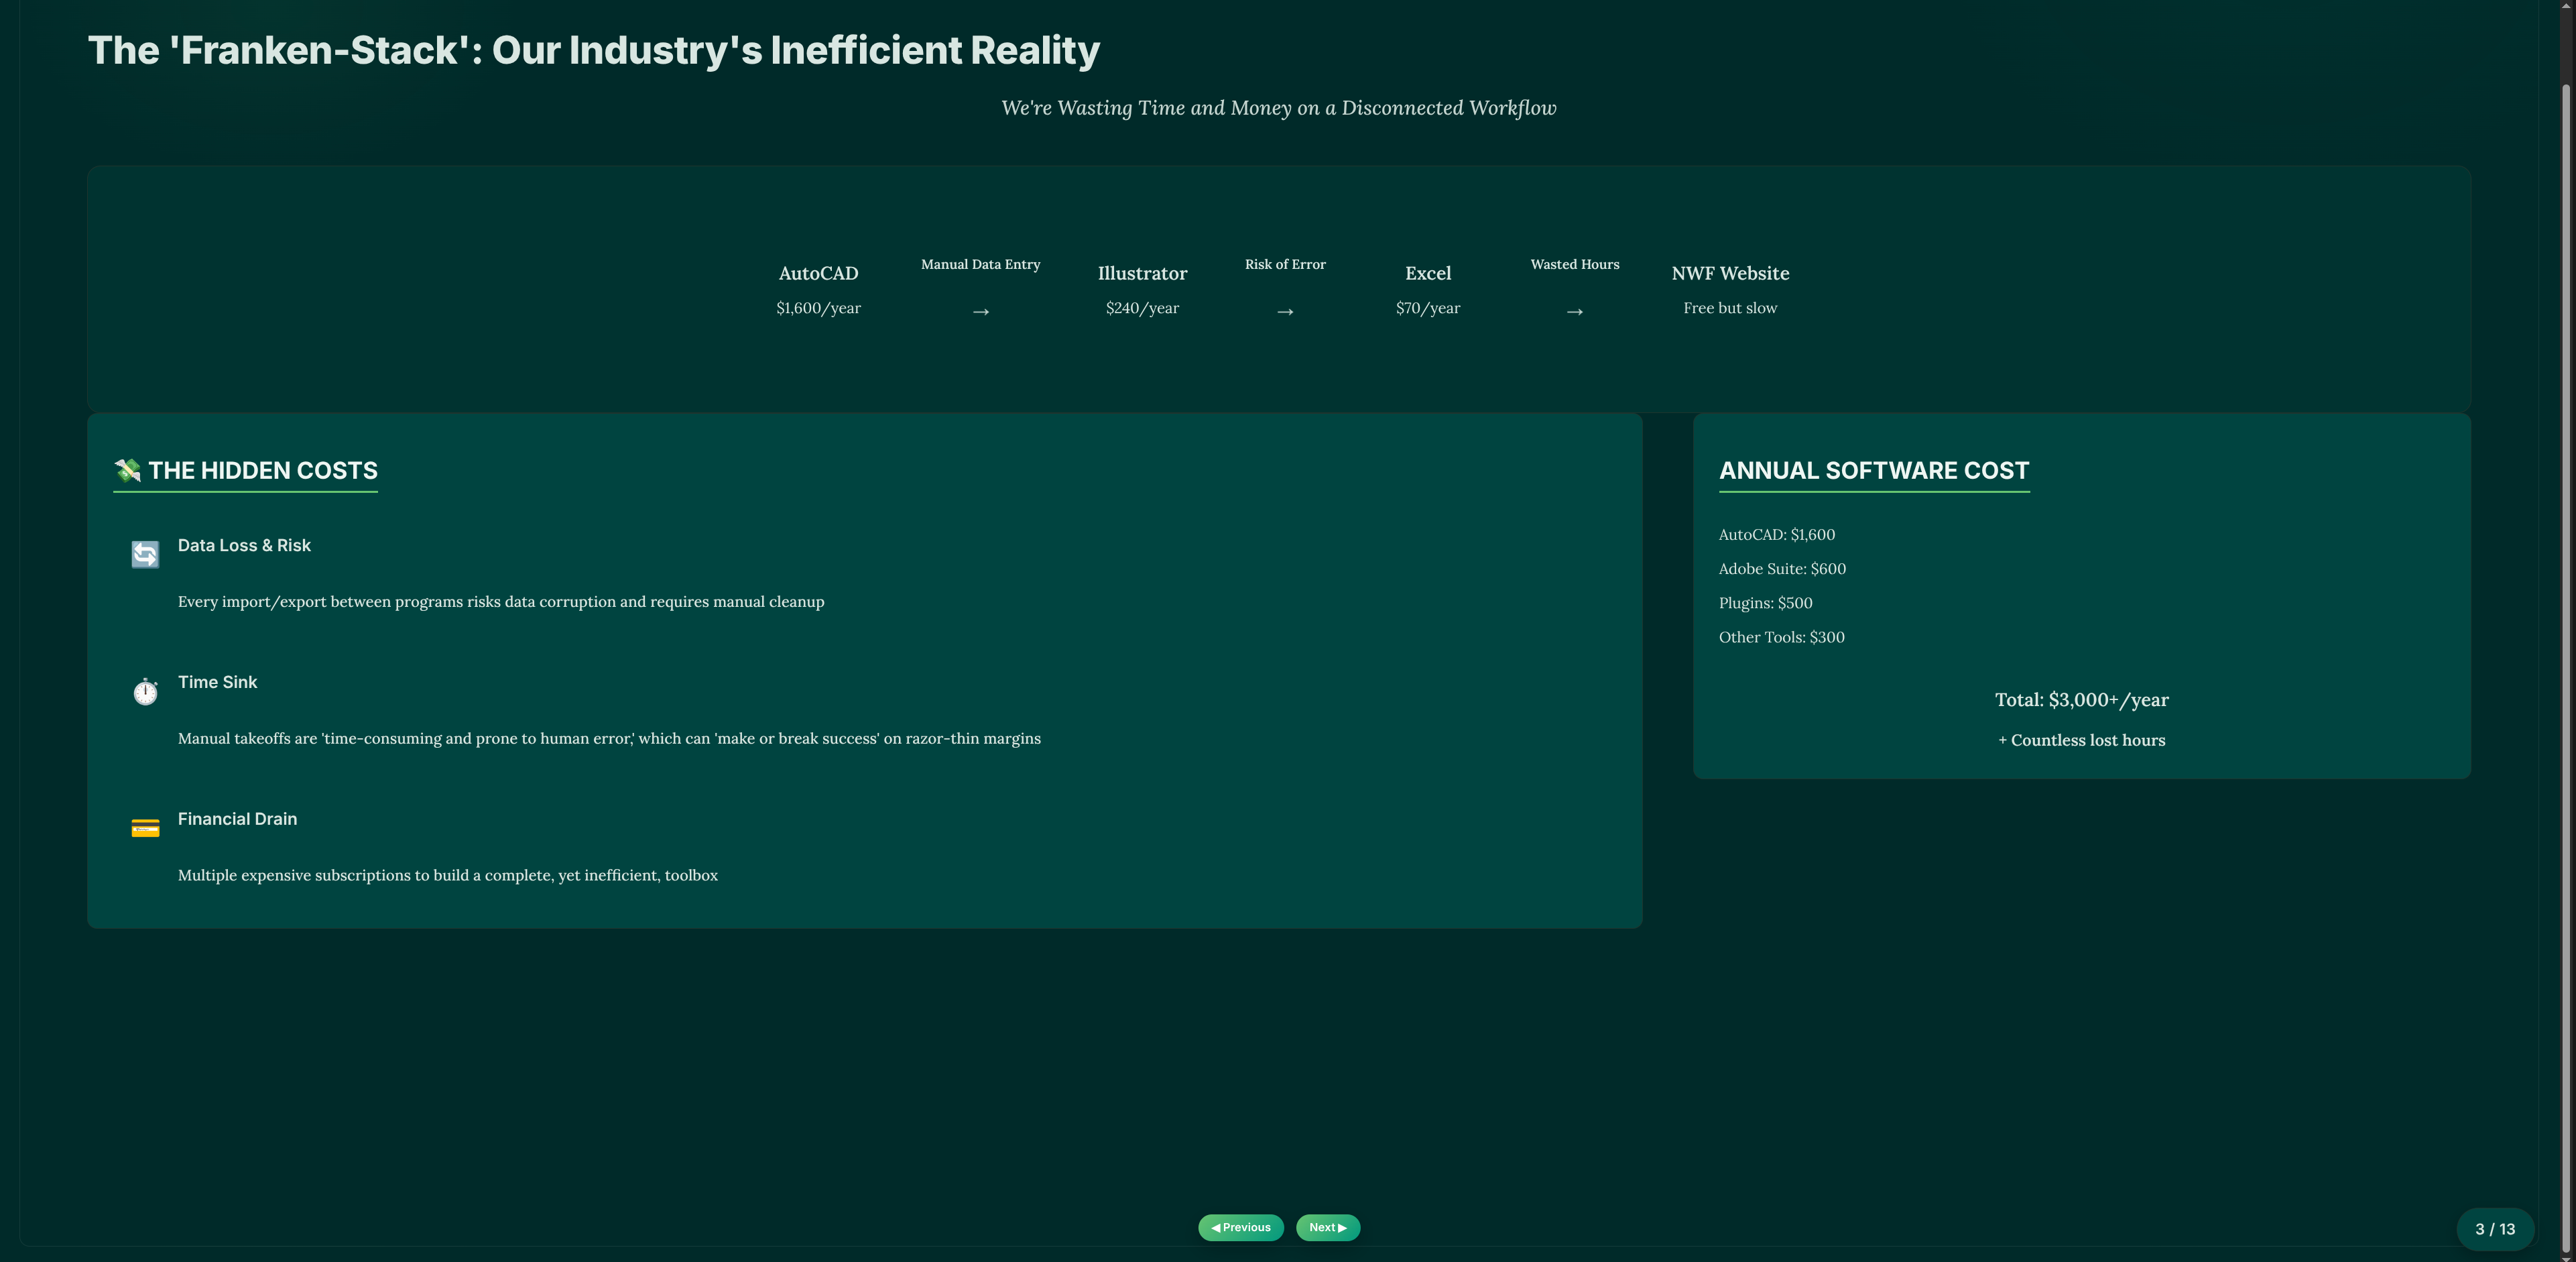 The 'Franken-Stack': Our Industry's Inefficient Reality
We're Wasting Time and Money on a Disconnected Workflow
AutoCAD
$1,600/year
Manual Data Entry
→
Illustrator
$240/year
Risk of Error
→
Excel
$70/year
Wasted Hours
→
NWF Website
Free but slow
💸 THE HIDDEN COSTS
Data Loss & Risk
Every import/export between programs risks data corruption and requires manual cleanup
Time Sink
Manual takeoffs are 'time-consuming and prone to human error,' which can 'make or break success' on razor-thin margins
Financial Drain
Multiple expensive subscriptions to build a complete, yet inefficient, toolbox
ANNUAL SOFTWARE COST
AutoCAD: $1,600
Adobe Suite: $600
Plugins: $500
Other Tools: $300
Total: $3,000+/year
+ Countless lost hours
◀ Previous
Next ▶
3 / 13